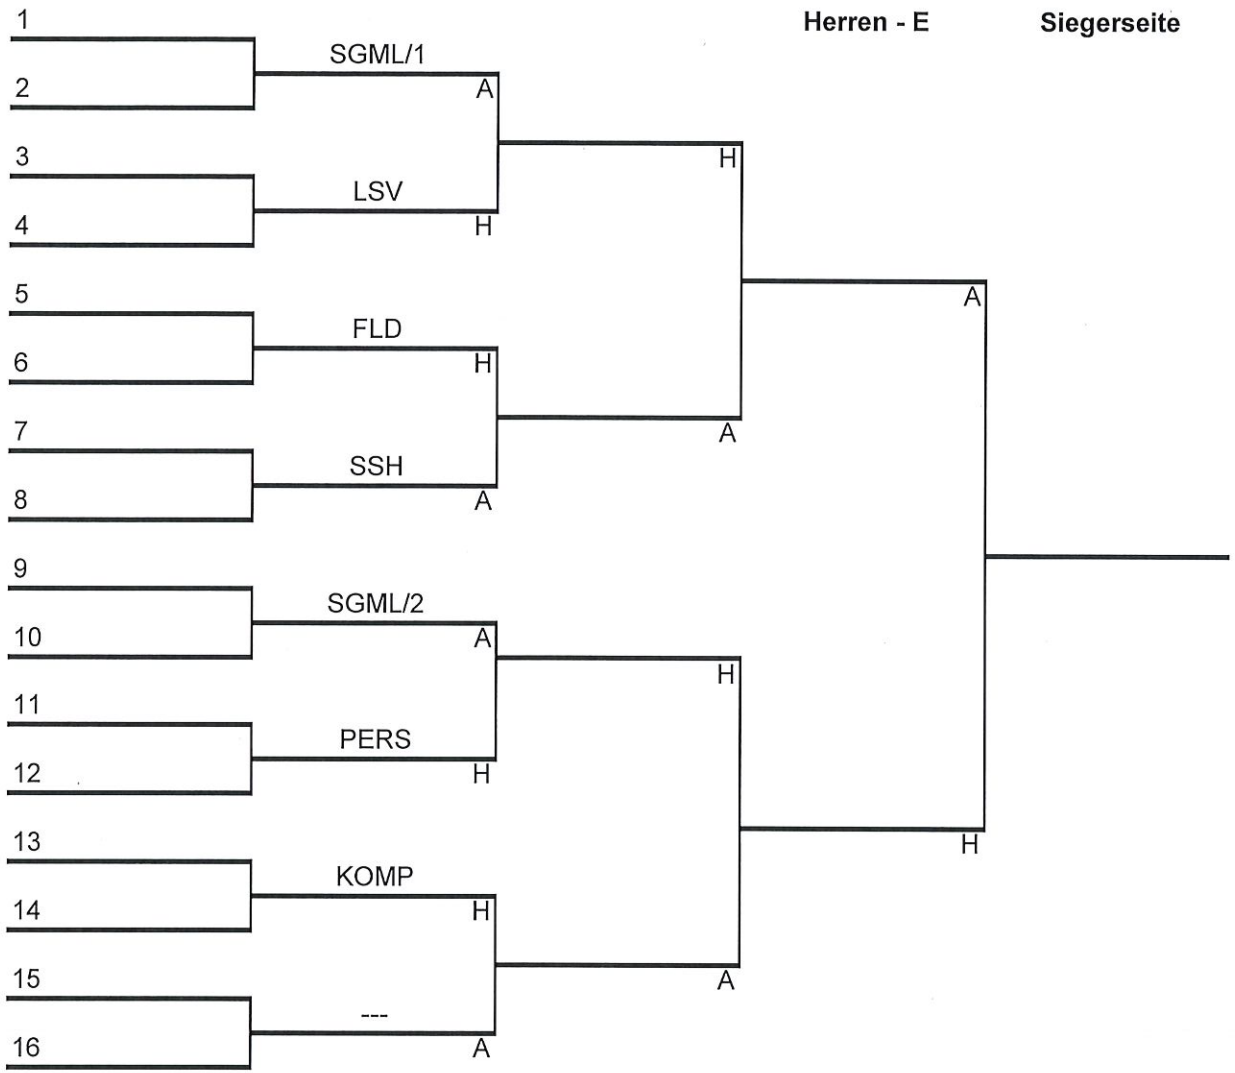 1
Herren - E
Siegerseite
SGML/1
2
A
3
H
LSV
4
H
5
A
FLD
6
H
7
A
SSH
8
A
9
SGML/2
10
A
H
11
PERS
12
H
13
H
KOMP
14
H
15
A
---
16
A